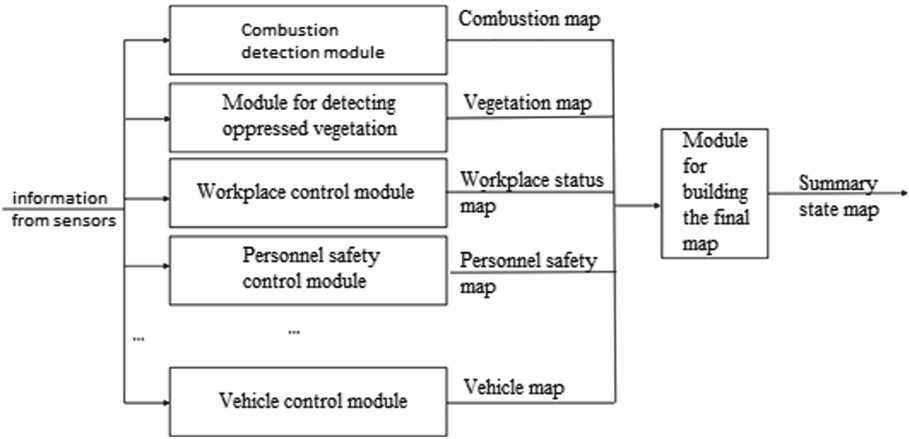 Combustion
detection module
Combustion map
Module for detecting
oppressed vegetation
Vegetation map
Workplace control module
Workplace status
map
information
from sensors
Personnel safety
control module
Personnel safety
map
...
...
Vehicle control module
Vehicle map
Module
for
building
the final
map
Summary
state map